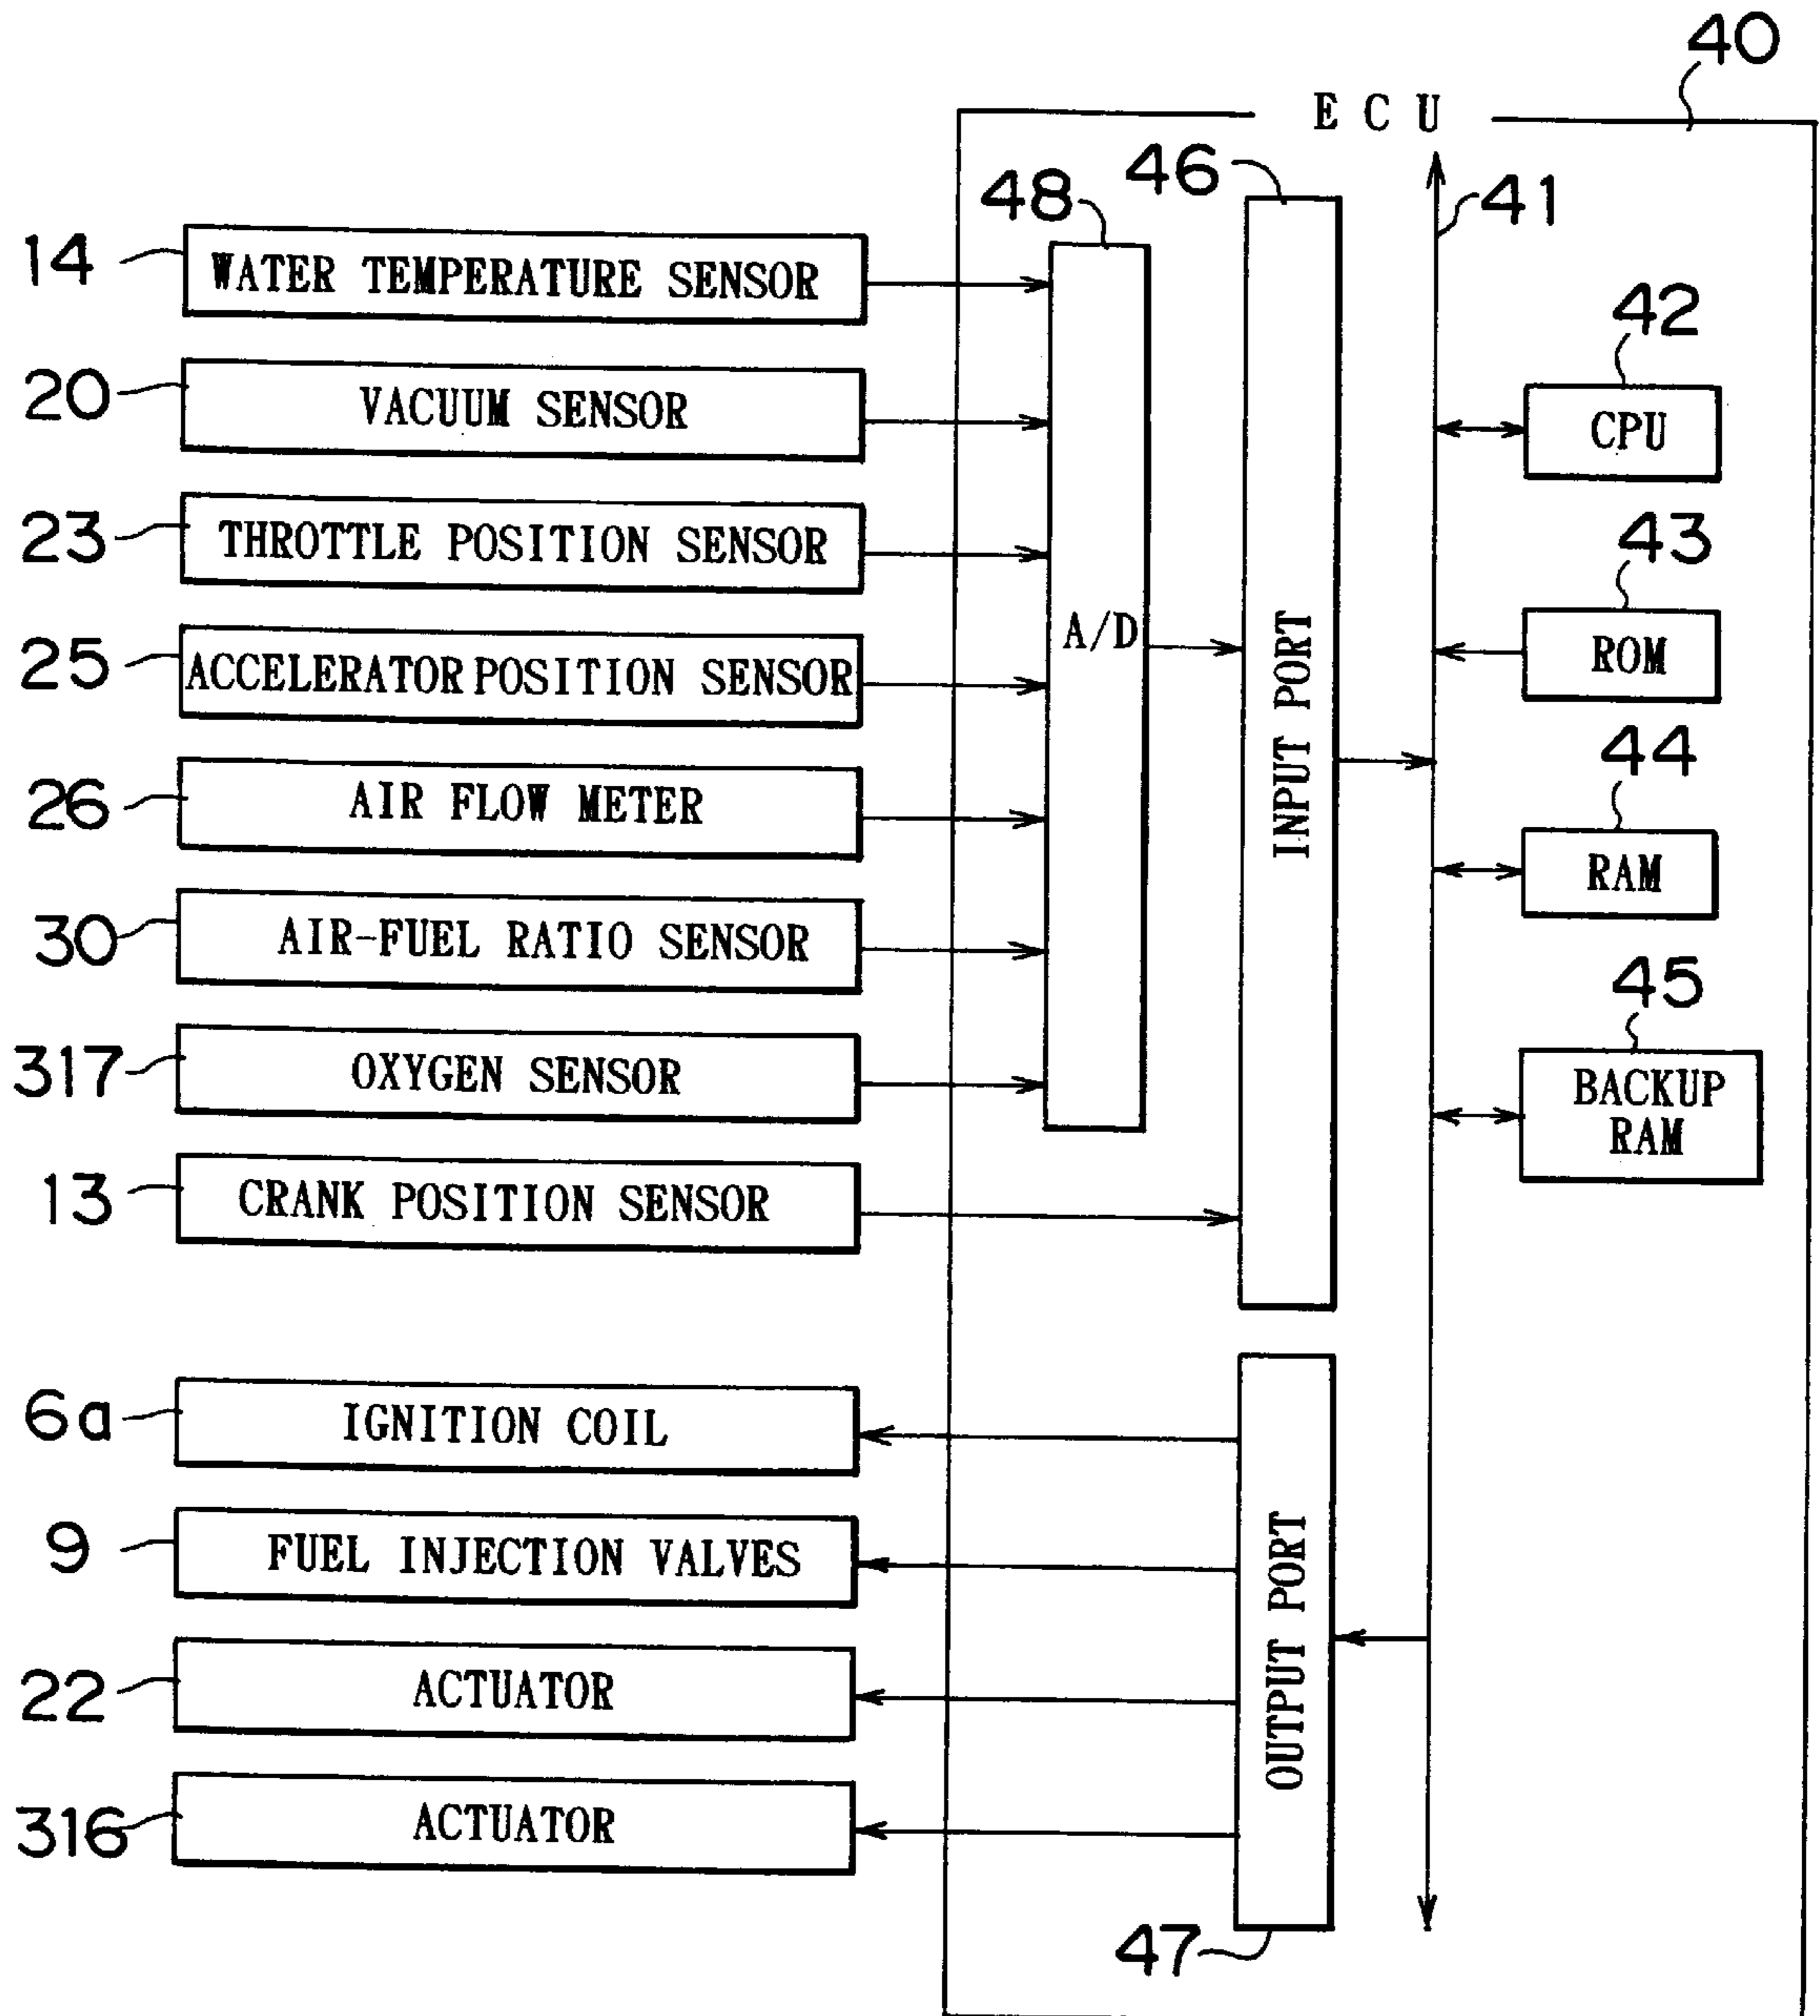 40
E C U
46
48
41
14
WATER TEMPERATURE SENSOR
42
20
VACUUM SENSOR
CPU
23
THROTTLE POSITION SENSOR
43
A/D
INPUT PORT
ROM
25
ACCELERATOR POSITION SENSOR
44
26
AIR FLOW METER
RAM
30
AIR-FUEL RATIO SENSOR
45
317
OXYGEN SENSOR
BACKUP
RAM
13
CRANK POSITION SENSOR
6a
IGNITION COIL
9
FUEL INJECTION VALVES
OUTPUT PORT
22
ACTUATOR
316
ACTUATOR
47